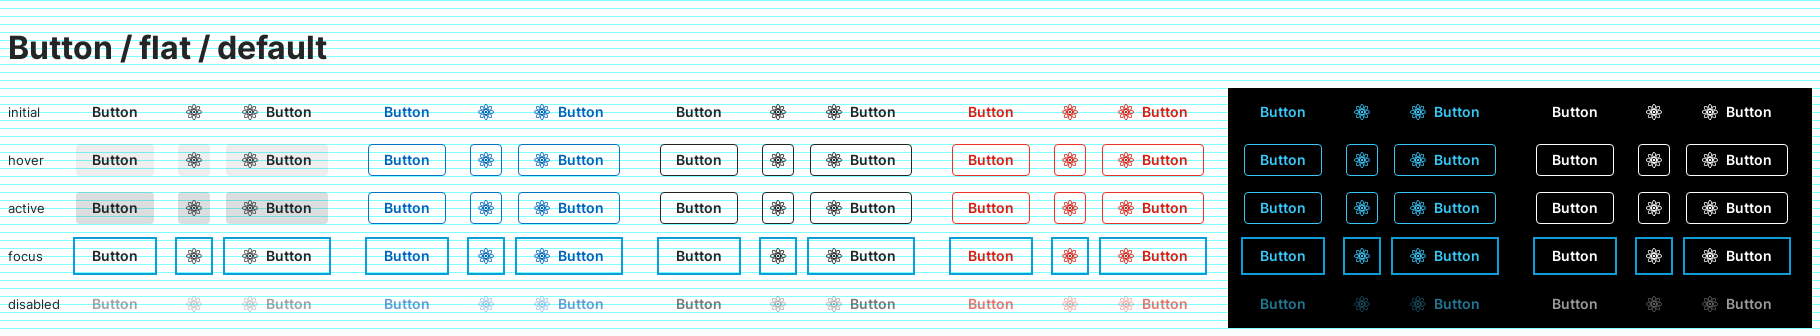 Button / flat / default
initial Button Button Button Button Button Button Button Button Button Button Button Button
hover Button Button Button Button Button Button Button Button Button Button Button Button
active Button Button Button Button Button Button Button Button Button Button Button Button
focus Button Button Button Button Button Button Button Button Button Button Button Button
disabled Button Button Button Button Button Button Button Button Button Button Button Button